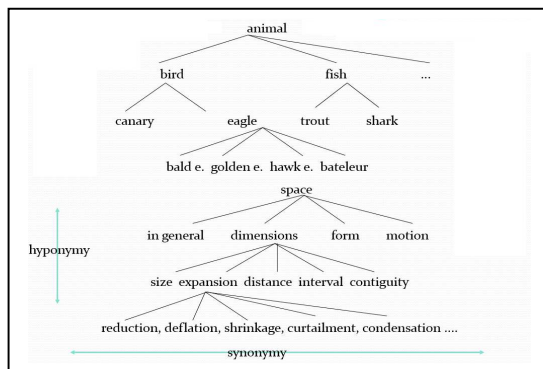 animal
bird fish ...
canary eagle trout shark
bald e. golden e. hawk e. bateleur
space
in general dimensions form motion
hyponymy
size expansion distance interval contiguity
reduction, deflation, shrinkage, curtailment, condensation ....
synonymy